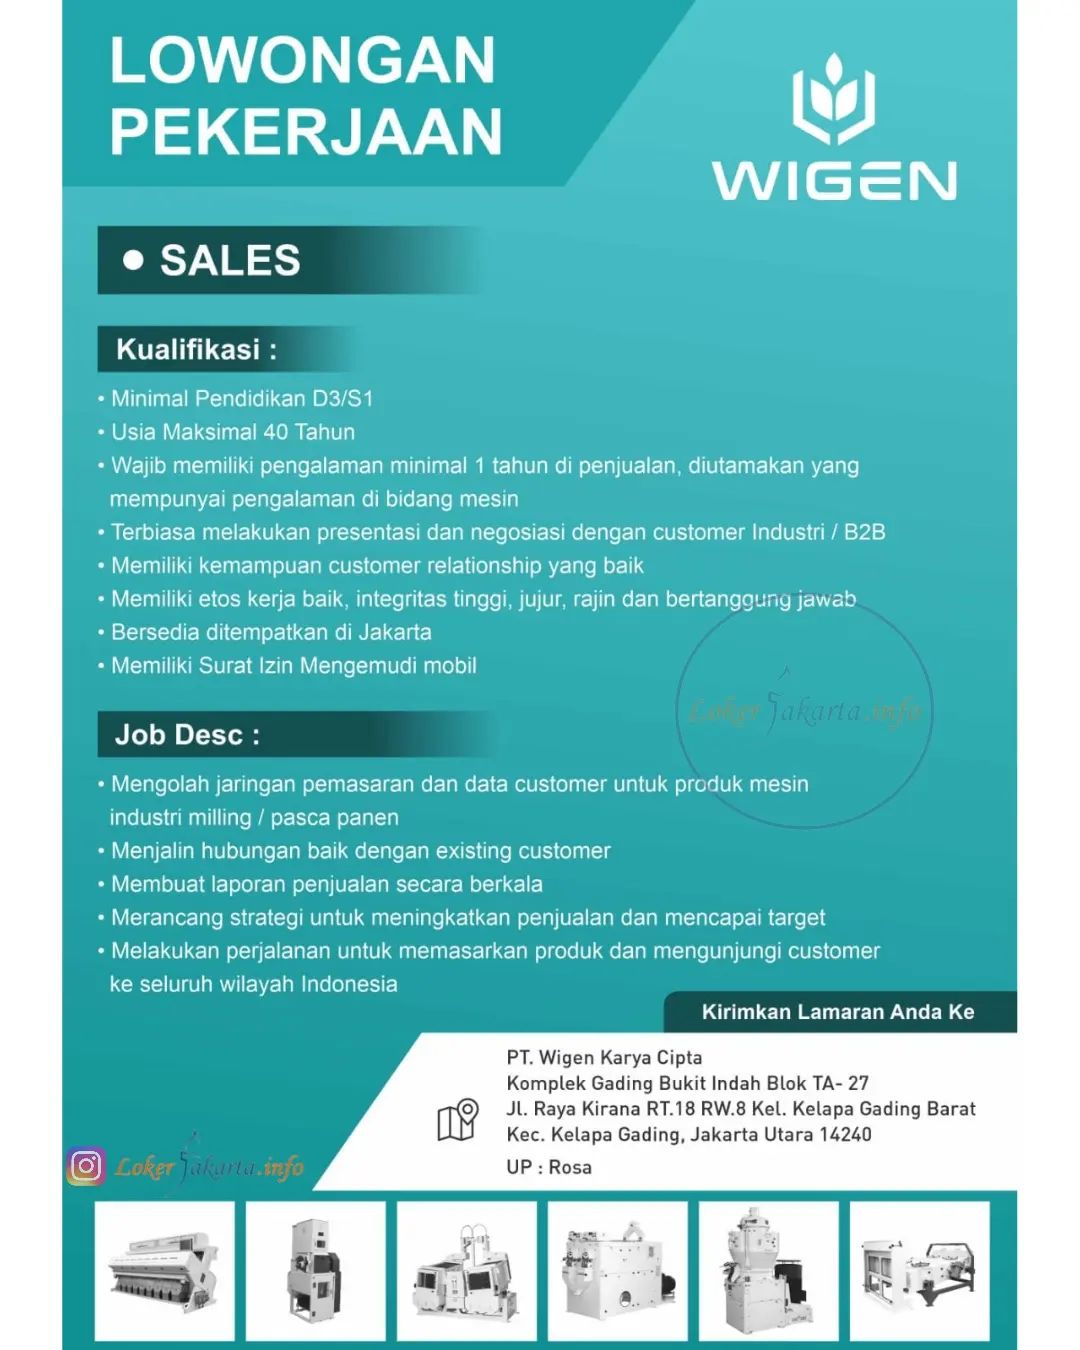 LOWONGAN
PEKERJAAN
WIGEN
• SALES
Kualifikasi :
• Minimal Pendidikan D3/S1
• Usia Maksimal 40 Tahun
• Wajib memiliki pengalaman minimal 1 tahun di penjualan, diutamakan yang
mempunyai pengalaman di bidang mesin
• Terbiasa melakukan presentasi dan negosiasi dengan customer Industri / B2B
• Memiliki kemampuan customer relationship yang baik
• Memiliki etos kerja baik, integritas tinggi, jujur, rajin dan bertanggung jawab
• Bersedia ditempatkan di Jakarta
• Memiliki Surat Izin Mengemudi mobil
Loker Jakarta.info
Job Desc :
• Mengolah jaringan pemasaran dan data customer untuk produk mesin
industri milling / pasca panen
• Menjalin hubungan baik dengan existing customer
• Membuat laporan penjualan secara berkala
• Merancang strategi untuk meningkatkan penjualan dan mencapai target
• Melakukan perjalanan untuk memasarkan produk dan mengunjungi customer
ke seluruh wilayah Indonesia
Kirimkan Lamaran Anda Ke
PT. Wigen Karya Cipta
Komplek Gading Bukit Indah Blok TA- 27
Jl. Raya Kirana RT.18 RW.8 Kel. Kelapa Gading Barat
Kec. Kelapa Gading, Jakarta Utara 14240
UP : Rosa
Loker Jakarta.info